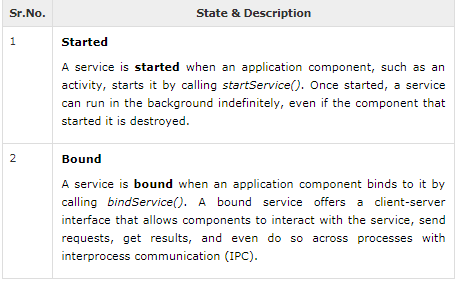 Sr.No. State & Description
1 Started
A service is started when an application component, such as an
activity, starts it by calling startService(). Once started, a service
can run in the background indefinitely, even if the component that
started it is destroyed.
2 Bound
A service is bound when an application component binds to it by
calling bindService(). A bound service offers a client-server
interface that allows components to interact with the service, send
requests, get results, and even do so across processes with
interprocess communication (IPC).